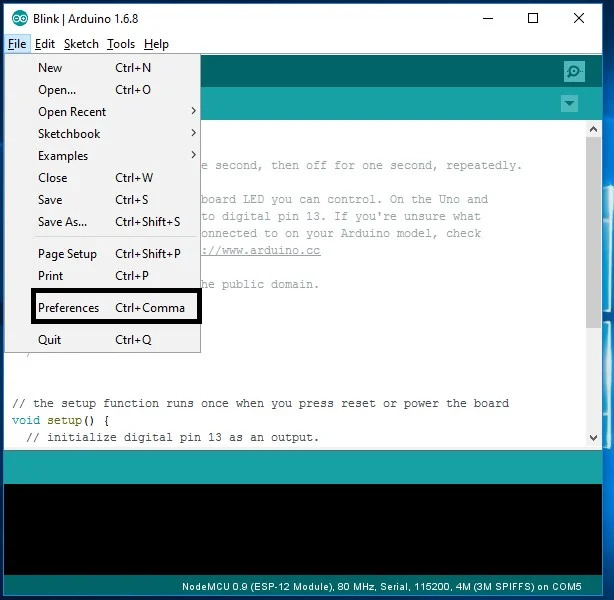 Blink | Arduino 1.6.8
File Edit Sketch Tools Help
New Ctrl+N
Open... Ctrl+O
Open Recent
Sketchbook
Examples
Close Ctrl+W
Save Ctrl+S
Save As... Ctrl+Shift+S
Page Setup Ctrl+Shift+P
Print Ctrl+P
Preferences Ctrl+Comma
Quit Ctrl+Q
e second, then off for one second, repeatedly.
board LED you can control. On the Uno and
to digital pin 13. If you're unsure what
onnected to on your Arduino model, check
://www.arduino.cc
he public domain.
// the setup function runs once when you press reset or power the board
void setup() {
// initialize digital pin 13 as an output.
NodeMCU 0.9 (ESP-12 Module), 80 MHz, Serial, 115200, 4M (3M SPIFFS) on COM5